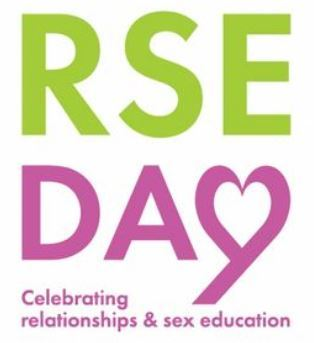 RSE
DAY
Celebrating
relationships & sex education